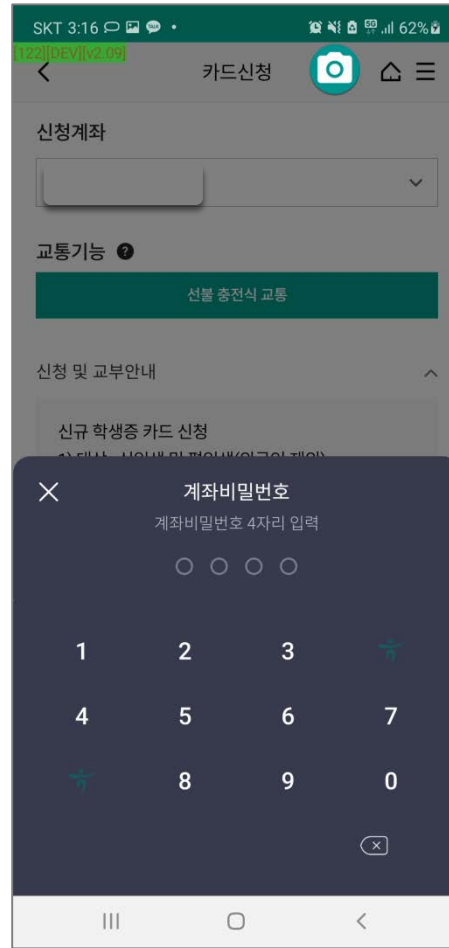 SKT 3:16
62%
[122][DEV][v2.09]
카드신청
신청계좌
교통기능 ?
선불 충전식 교통
신청 및 교부안내
신규 학생증 카드 신청
계좌비밀번호
계좌비밀번호 4자리 입력
1 2 3
4 5 6 7
8 9 0